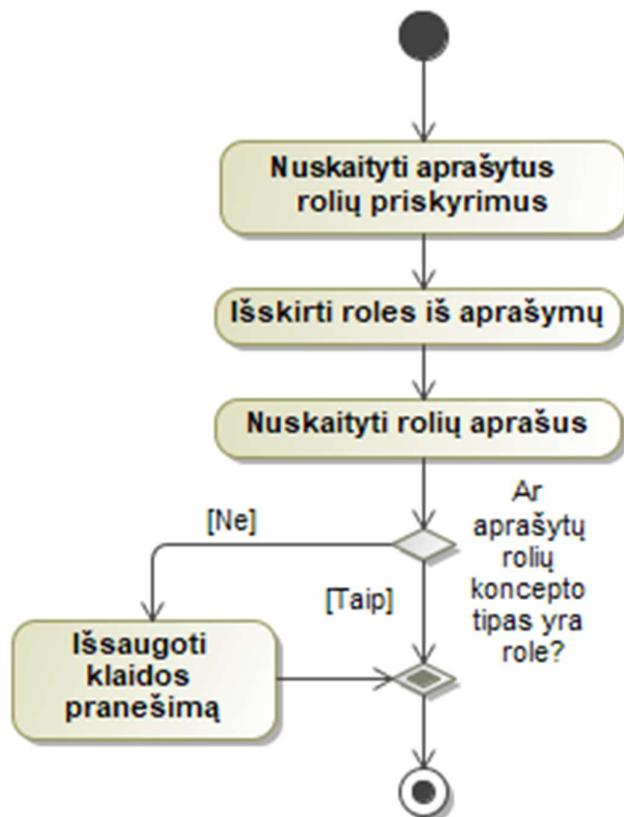 Nuskaityti aprašytus
rolių priskyrimus
Išskirti roles iš aprašymų
Nuskaityti rolių aprašus
Ar
aprašytų
rolių
koncepto
tipas yra
role?
[Ne]
[Taip]
Išsaugoti
klaidos
pranešimą